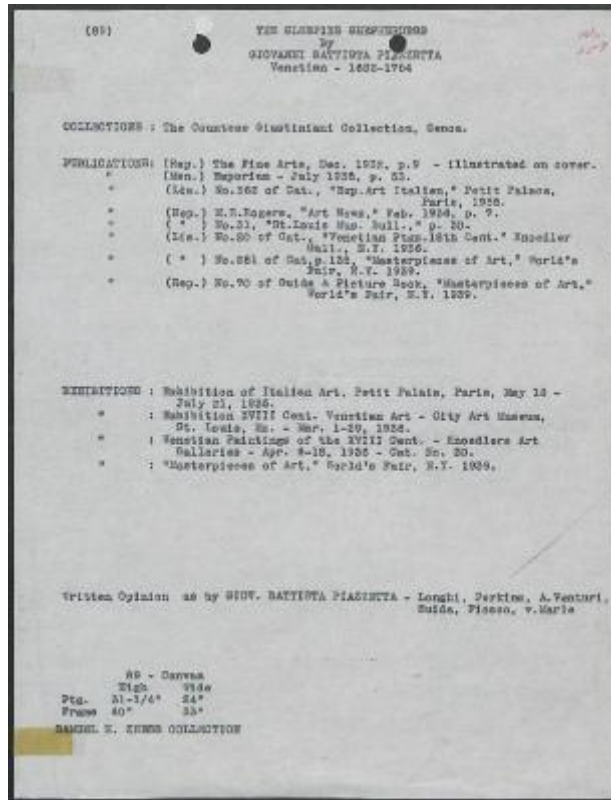 (89) THE SLEEPING SHEPHERDESS
by
GIOVANNI BATTISTA PIAZZETTA
Venetian - 1682-1754
COLLECTIONS : The Countess Giustiniani Collection, Genoa.
PUBLICATIONS: (Rep.) The Fine Arts, Dec. 1932, p.9 - illustrated on cover.
" (Men.) Emporium - July 1935, p. 53.
" (Lis.) No.362 of Cat., "Exp.Art Italien," Petit Palais,
Paris, 1935.
" (Rep.) M.R.Rogers, "Art News," Feb. 1936, p. 7.
" ( " ) No.31, "St.Louis Mus. Bull.," p. 20.
" (Lis.) No.20 of Cat., "Venetian Ptgs.18th Cent." Knoedler
Gall., N.Y. 1936.
" ( " ) No.281 of Cat,p.136, "Masterpieces of Art," World's
Fair, N.Y. 1939.
" (Rep.) No.70 of Guide & Picture Book, "Masterpieces of Art,"
World's Fair, N.Y. 1939.
EXHIBITIONS : Exhibition of Italian Art, Petit Palais, Paris, May 16 -
July 21, 1935.
" : Exhibition XVIII Cent. Venetian Art - City Art Museum,
St. Louis, Mo. - Mar. 1-29, 1936.
" : Venetian Paintings of the XVIII Cent. - Knoedlers Art
Galleries - Apr. 18, 1936 - Cat. No. 20.
" : "Masterpieces of Art," World's Fair, N.Y. 1939.
Written Opinion as by GIOV. BATTISTA PIAZZETTA - Longhi, Perkins, A.Venturi,
Suida, Fiocco, v.Marle
89 - Canvas
High Wide
Ptg. 31-3/4" 24"
Frame 40" 33"
SAMUEL H. KRESS COLLECTION